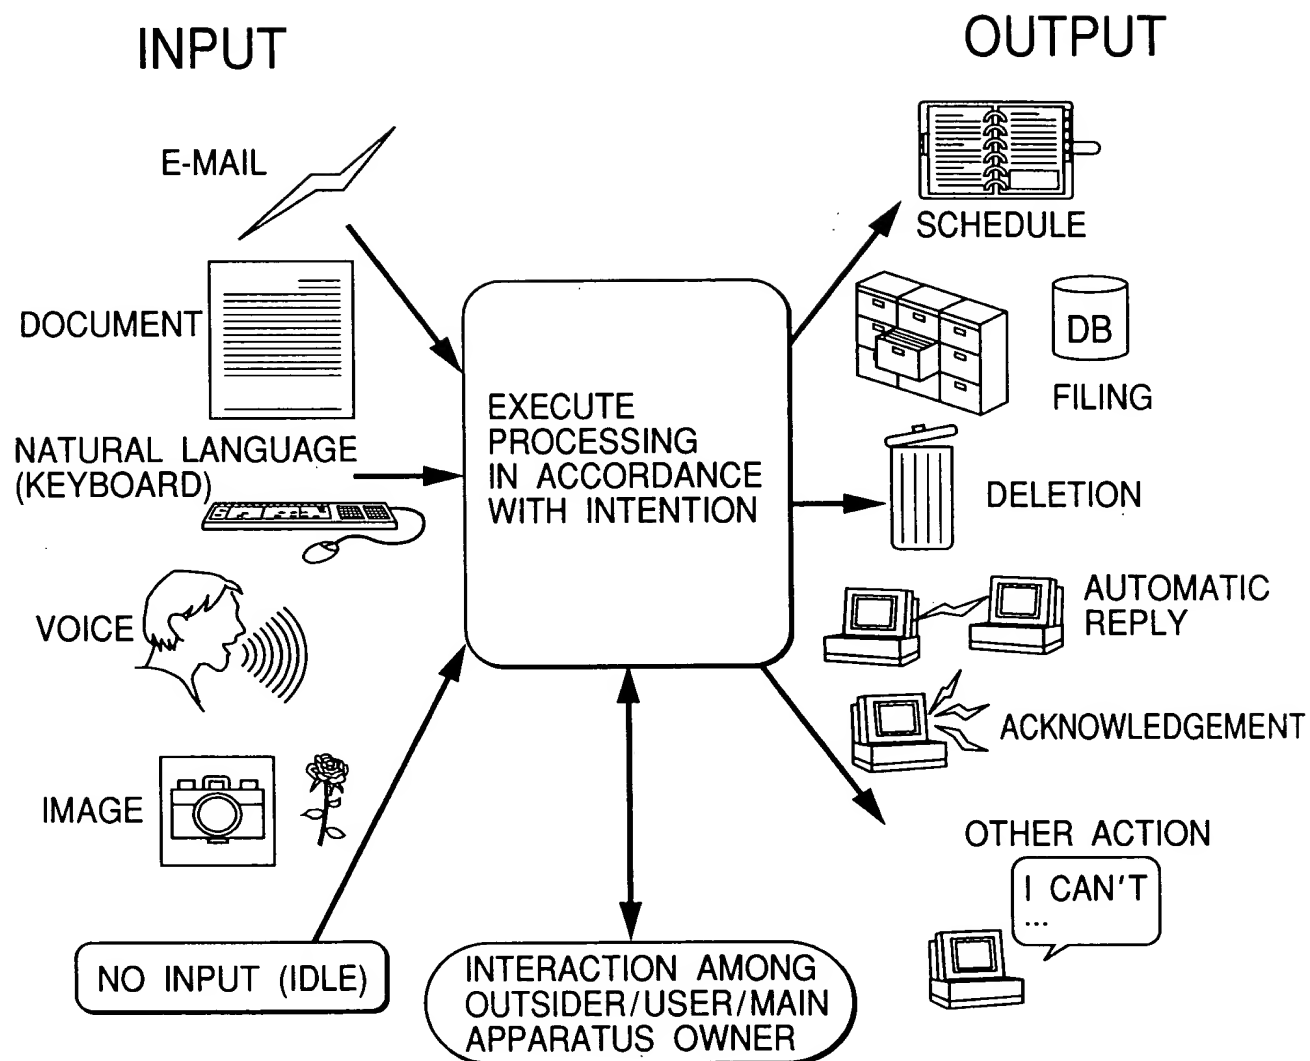 INPUT
E-MAIL
DOCUMENT
NATURAL LANGUAGE
(KEYBOARD)
VOICE
IMAGE
NO INPUT (IDLE)
EXECUTE
PROCESSING
IN ACCORDANCE
WITH INTENTION
INTERACTION AMONG
OUTSIDER/USER/MAIN
APPARATUS OWNER
OUTPUT
SCHEDULE
DB
FILING
DELETION
AUTOMATIC
REPLY
ACKNOWLEDGEMENT
OTHER ACTION
I CAN'T
...